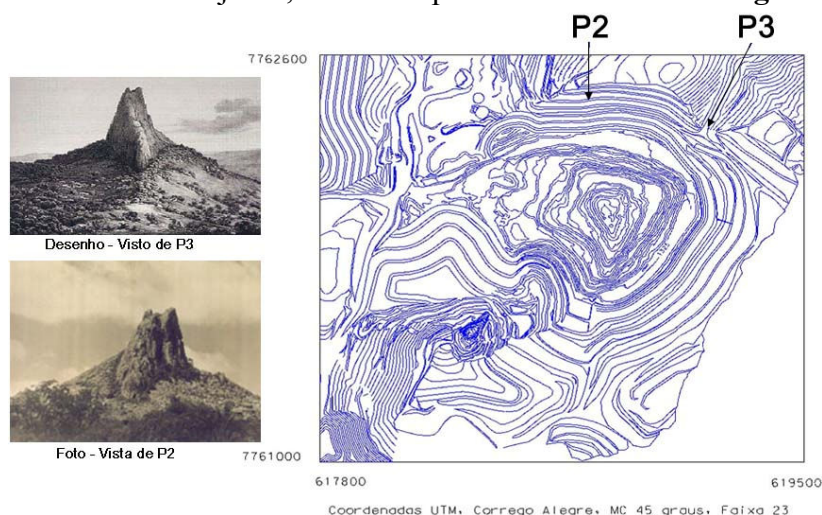 P2 P3
7762600
Desenho - Visto de P3
Foto - Vista de P2
7761000
617800 619500
Coordenadas UTM, Corrego Alegre, MC 45 graus, Faixa 23